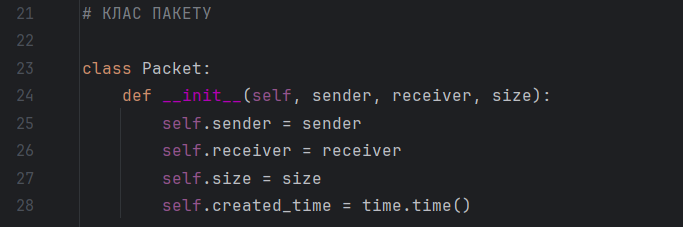 21 # КЛАС ПАКЕТУ
22
23 class Packet:
24     def __init__(self, sender, receiver, size):
25         self.sender = sender
26         self.receiver = receiver
27         self.size = size
28         self.created_time = time.time()